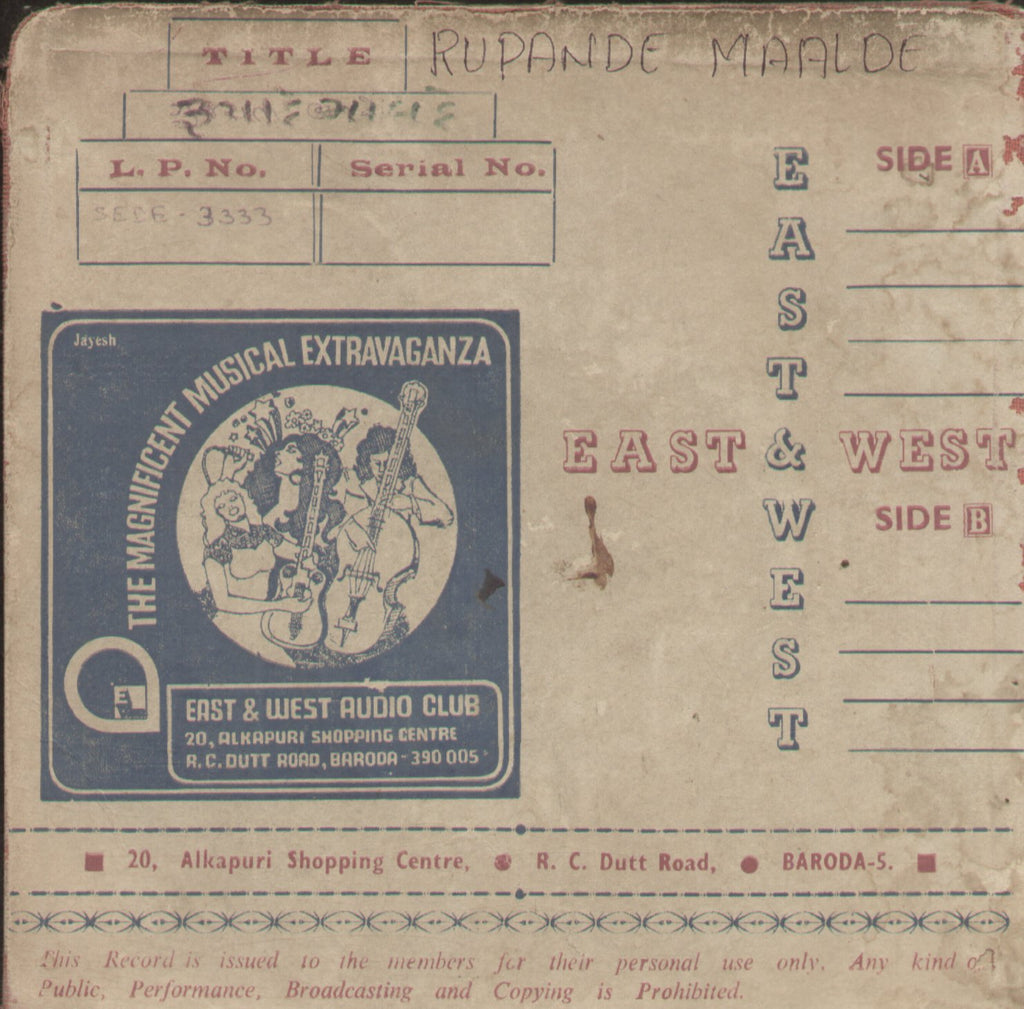 TITLE RUPANDE MAALDE
L. P. No. Serial No.
3333
SIDE A
EAST & WEST
EAST & WEST
SIDE B
Jayesh
THE MAGNIFICENT MUSICAL EXTRAVAGANZA
EAST & WEST AUDIO CLUB
20, ALKAPURI SHOPPING CENTRE
R. C. DUTT ROAD, BARODA - 390 005
20, Alkapuri Shopping Centre, R. C. Dutt Road, BARODA-5.
This Record is issued to the members for their personal use only. Any kind of
Public, Performance, Broadcasting and Copying is Prohibited.